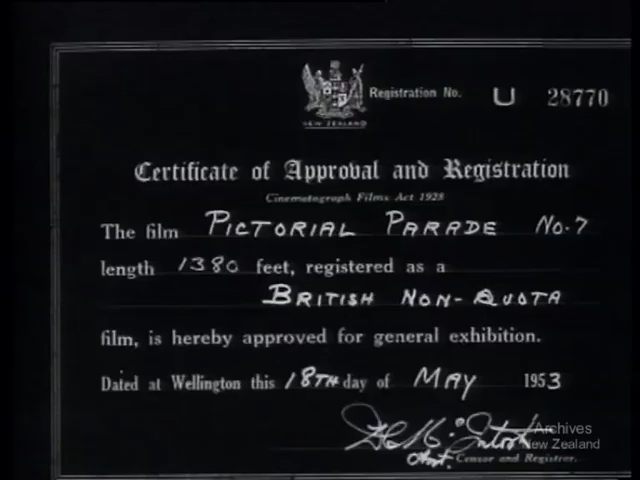 NEW ZEALAND
Registration No. U 28770
Certificate of Approval and Registration
Cinematograph Films Act 1928
The film PICTORIAL PARADE No. 7
length 1380 feet, registered as a
BRITISH NON-QUOTA
film, is hereby approved for general exhibition.
Dated at Wellington this 18TH day of MAY 1953
Asst. Censor and Registrar.
Archives
New Zealand